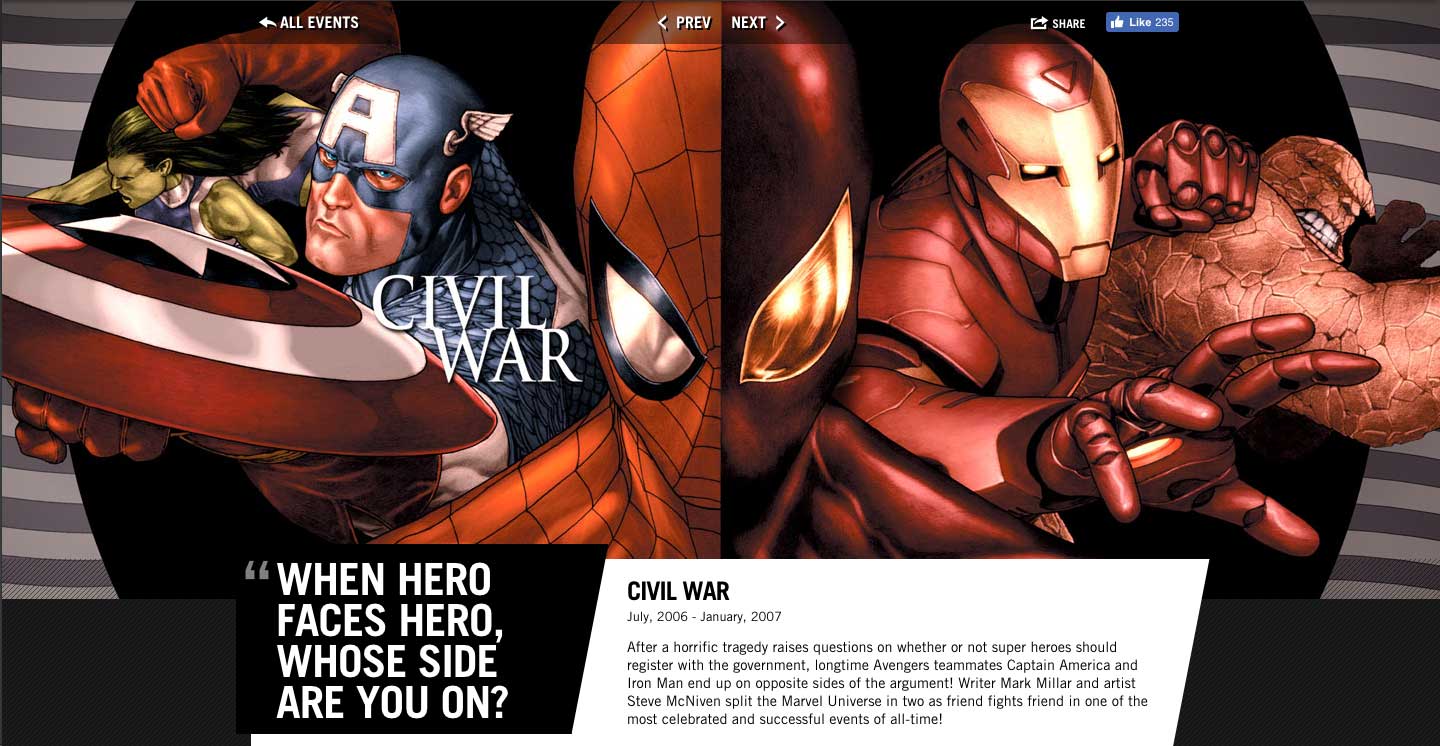 ALL EVENTS
PREV
NEXT
SHARE
Like 235
A
CIVIL
WAR
“WHEN HERO
FACES HERO,
WHOSE SIDE
ARE YOU ON?
CIVIL WAR
July, 2006 - January, 2007
After a horrific tragedy raises questions on whether or not super heroes should
register with the government, longtime Avengers teammates Captain America and
Iron Man end up on opposite sides of the argument! Writer Mark Millar and artist
Steve McNiven split the Marvel Universe in two as friend fights friend in one of the
most celebrated and successful events of all-time!